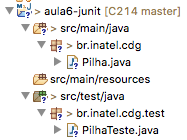 > aula6-junit [C214 master]
> src/main/java
> br.inatel.cdg
> Pilha.java
src/main/resources
> src/test/java
> br.inatel.cdg.test
> PilhaTeste.java